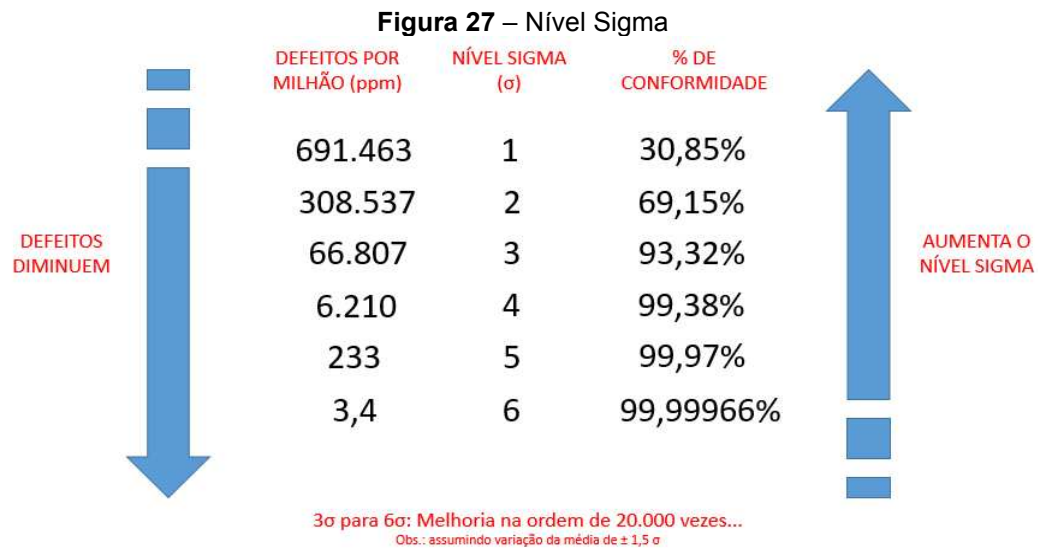 Figura 27 – Nível Sigma
DEFEITOS POR MILHÃO (ppm) NÍVEL SIGMA (σ) % DE CONFORMIDADE
691.463 1 30,85%
308.537 2 69,15%
66.807 3 93,32%
6.210 4 99,38%
233 5 99,97%
3,4 6 99,99966%
DEFEITOS
DIMINUEM
AUMENTA O
NÍVEL SIGMA
3σ para 6σ: Melhoria na ordem de 20.000 vezes...
Obs.: assumindo variação da média de ± 1,5 σ